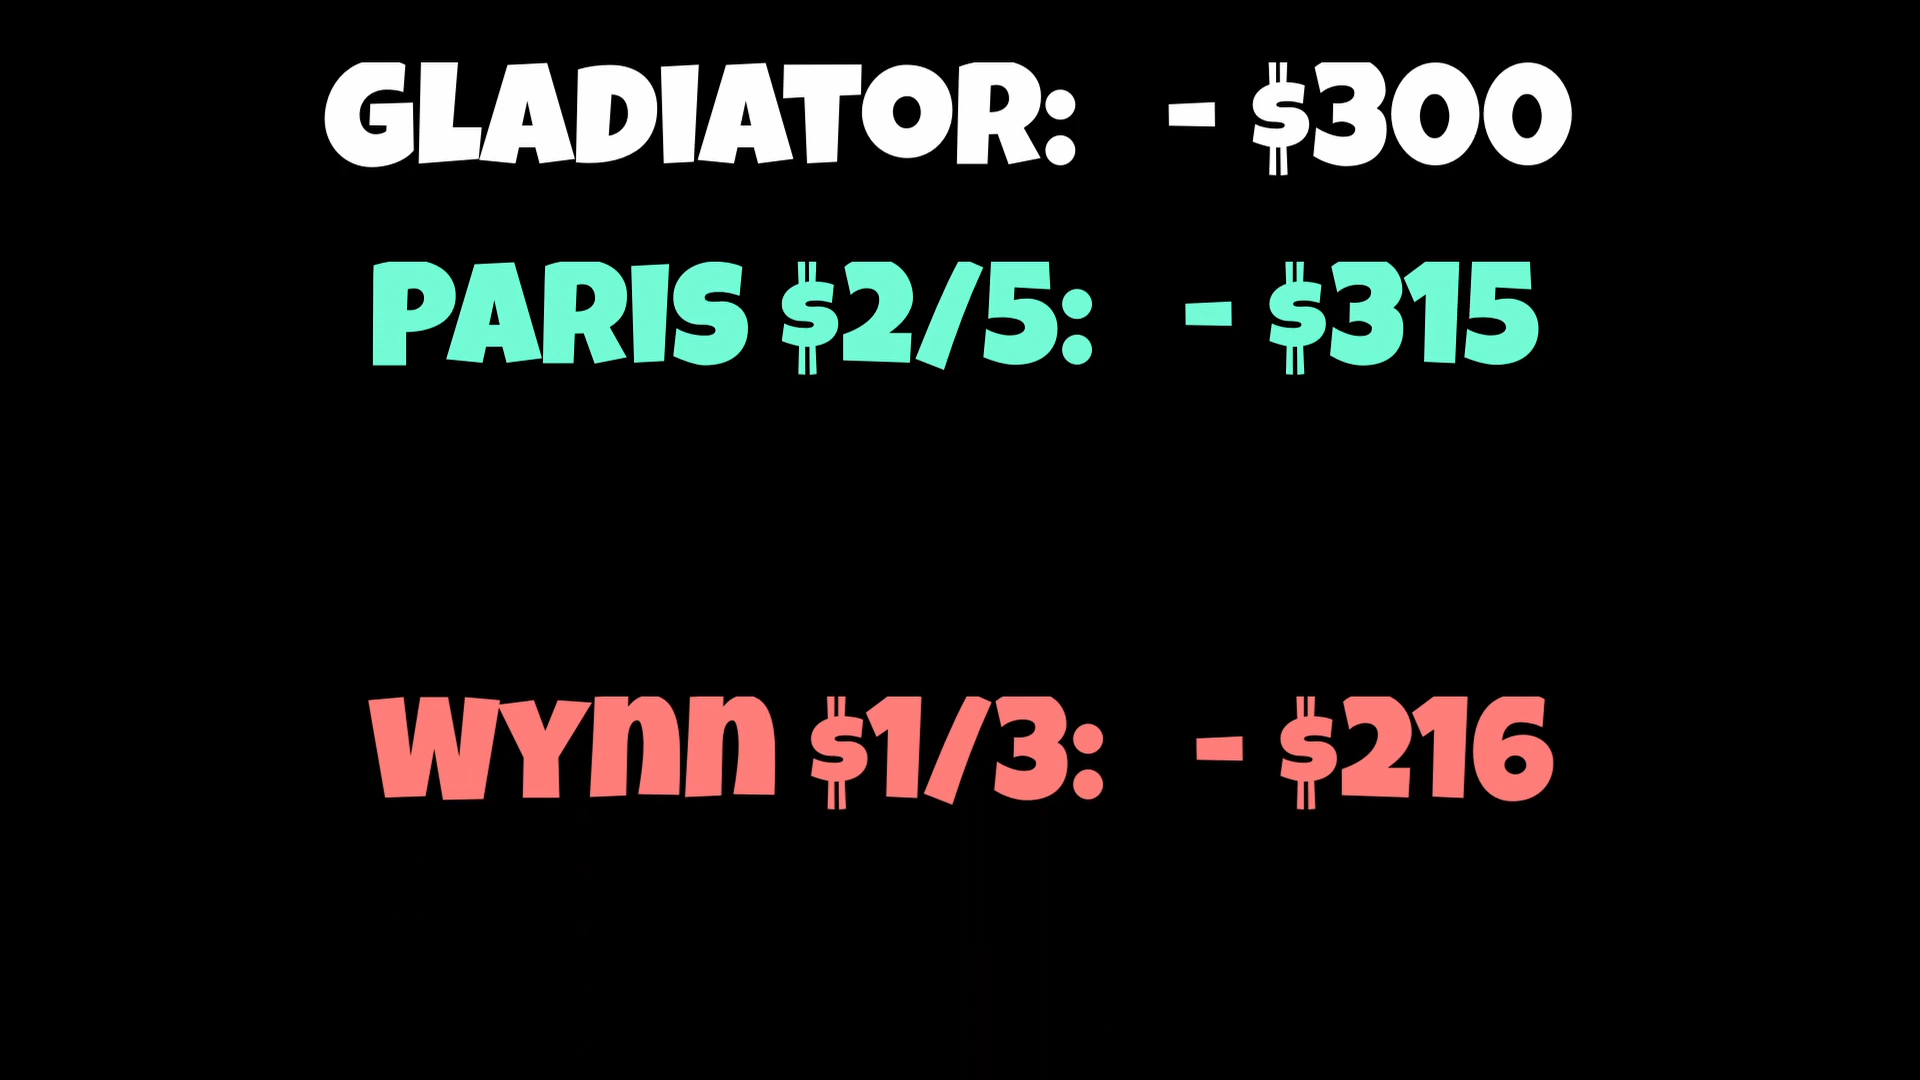 GLADIATOR: - $300
PARIS $2/5: - $315
WYNN $1/3: - $216